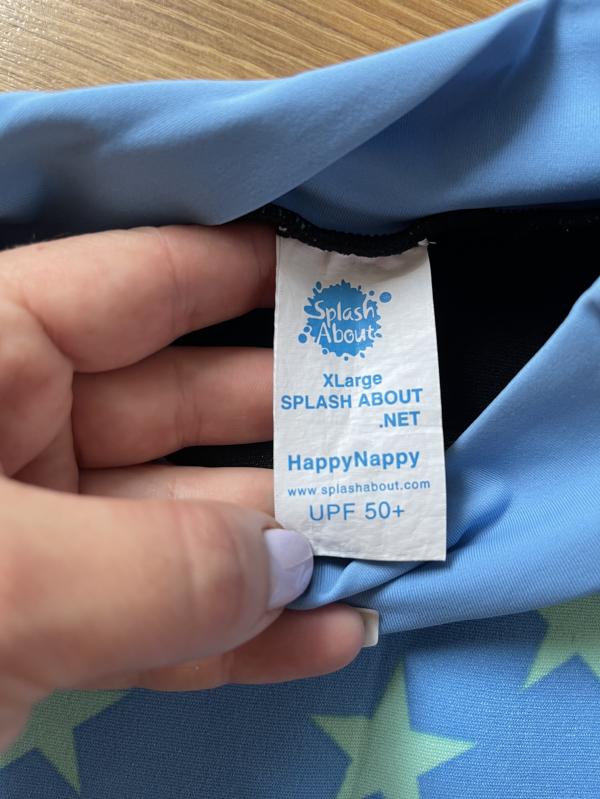 Splash
About
XLarge
SPLASH ABOUT
.NET
HappyNappy
www.splashabout.com
UPF 50+